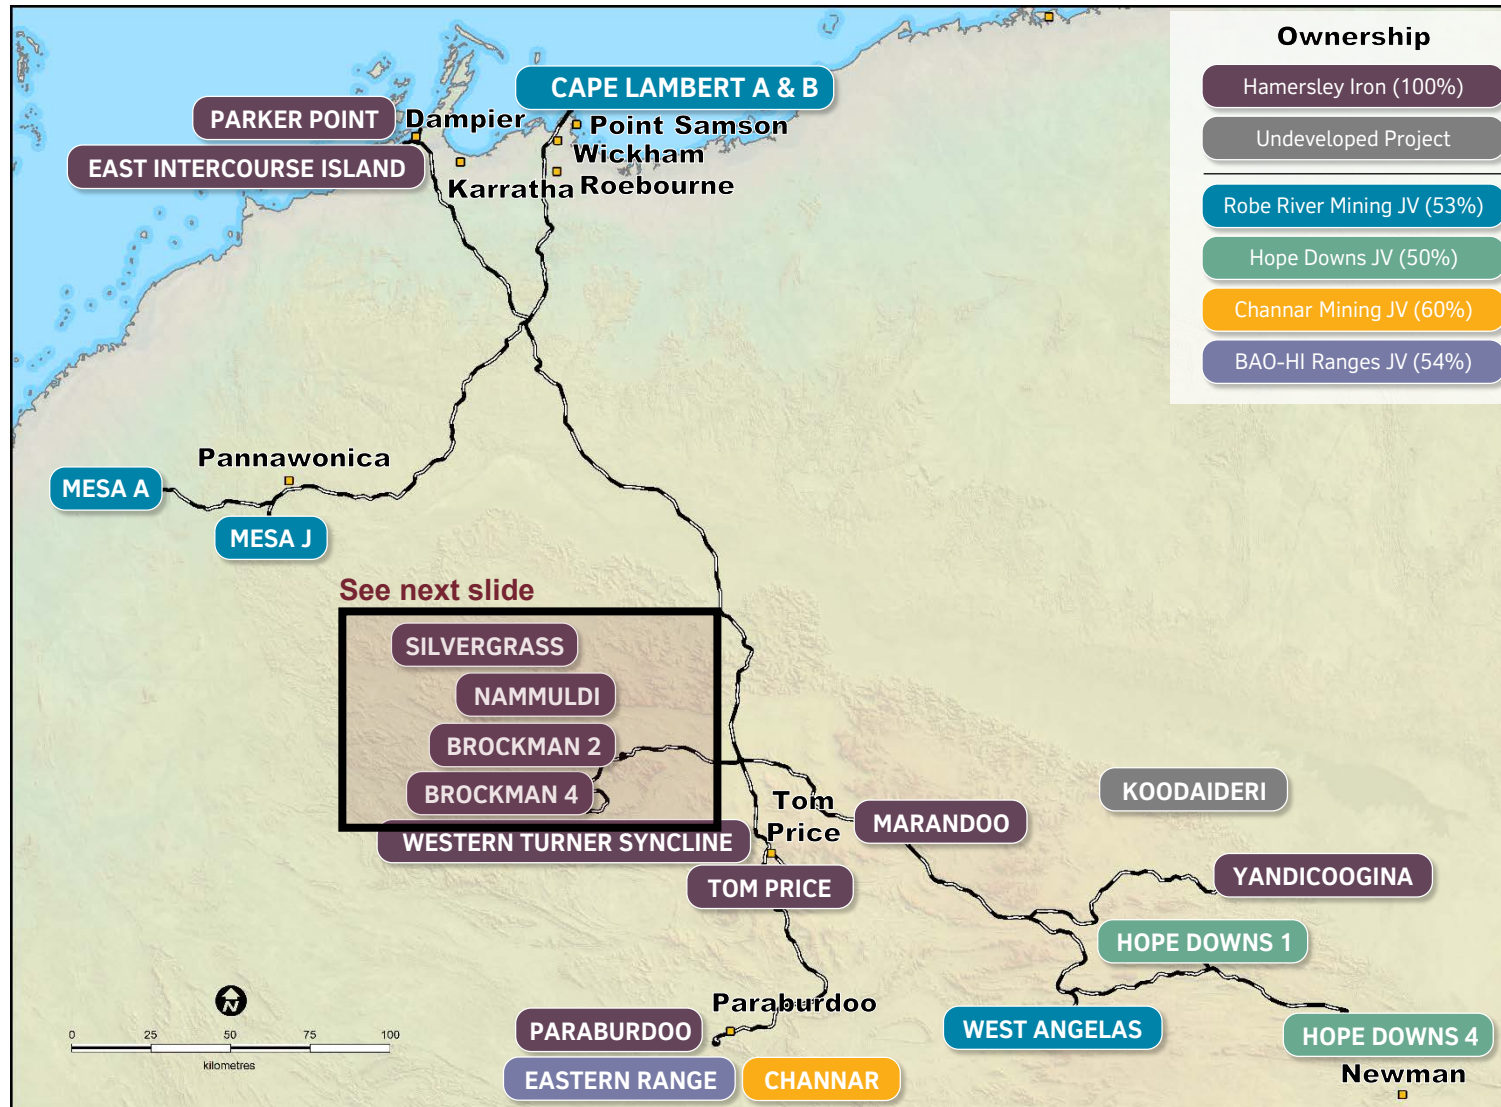 Ownership
Hamersley Iron (100%)
Undeveloped Project
Robe River Mining JV (53%)
Hope Downs JV (50%)
Channar Mining JV (60%)
BAO-HI Ranges JV (54%)
CAPE LAMBERT A & B
PARKER POINT
Dampier
Point Samson
EAST INTERCOURSE ISLAND
Wickham
Karratha
Roebourne
Pannawonica
MESA A
MESA J
See next slide
SILVERGRASS
NAMMULDI
BROCKMAN 2
BROCKMAN 4
WESTERN TURNER SYNCLINE
Tom
Price
TOM PRICE
MARANDOO
KOODAIDERI
YANDICOOGINA
HOPE DOWNS 1
WEST ANGELAS
HOPE DOWNS 4
Newman
Paraburdoo
PARABURDOO
EASTERN RANGE
CHANNAR
N
0 25 50 75 100
kilometres